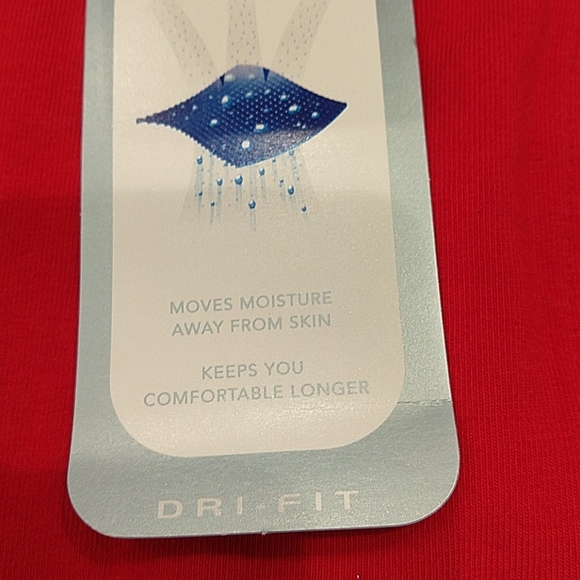 MOVES MOISTURE
AWAY FROM SKIN
KEEPS YOU
COMFORTABLE LONGER
DRI-FIT